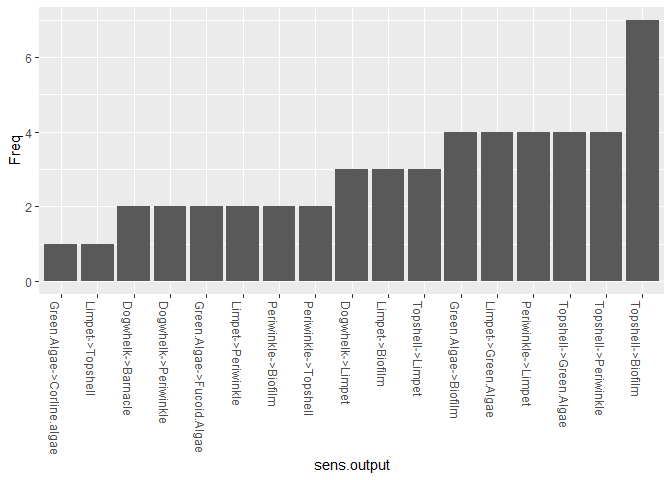 6
4
2
0
Freq
Green.Algae->Corline.algae
Limpet->Topshell
Dogwhelk->Barnacle
Dogwhelk->Periwinkle
Green.Algae->Fucoid.Algae
Limpet->Periwinkle
Periwinkle->Biofilm
Periwinkle->Topshell
Dogwhelk->Limpet
Limpet->Biofilm
Topshell->Limpet
Green.Algae->Biofilm
Limpet->Green.Algae
Periwinkle->Limpet
Topshell->Green.Algae
Topshell->Periwinkle
Topshell->Biofilm
sens.output